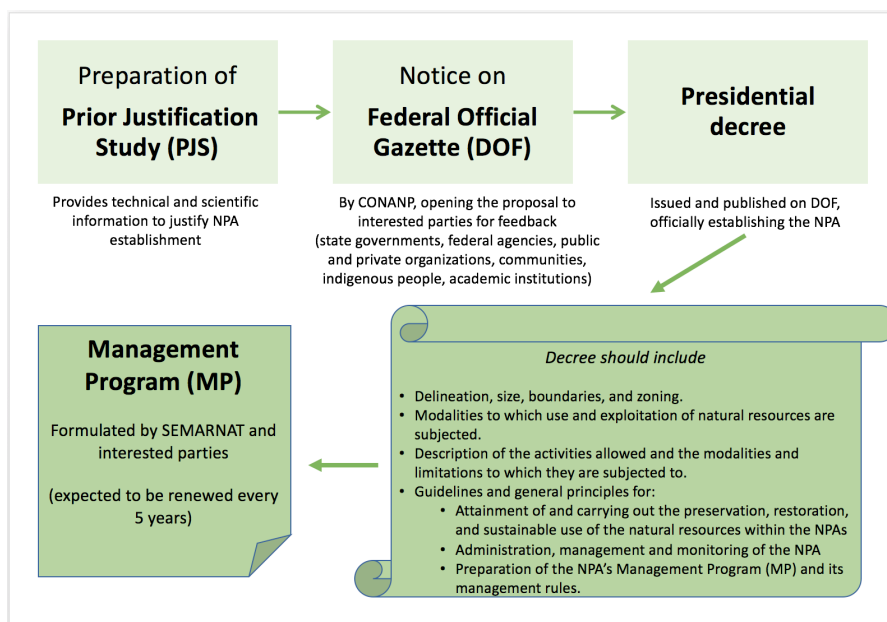 Preparation of
Prior Justification
Study (PJS)
Provides technical and scientific
information to justify NPA
establishment
Notice on
Federal Official
Gazette (DOF)
By CONANP, opening the proposal to
interested parties for feedback
(state governments, federal agencies, public
and private organizations, communities,
indigenous people, academic institutions)
Presidential
decree
Issued and published on DOF,
officially establishing the NPA
Decree should include
• Delineation, size, boundaries, and zoning.
• Modalities to which use and exploitation of natural resources are
subjected.
• Description of the activities allowed and the modalities and
limitations to which they are subjected to.
• Guidelines and general principles for:
• Attainment of and carrying out the preservation, restoration,
and sustainable use of the natural resources within the NPAs
• Administration, management and monitoring of the NPA
• Preparation of the NPA's Management Program (MP) and its
management rules.
Management
Program (MP)
Formulated by SEMARNAT and
interested parties
(expected to be renewed every
5 years)